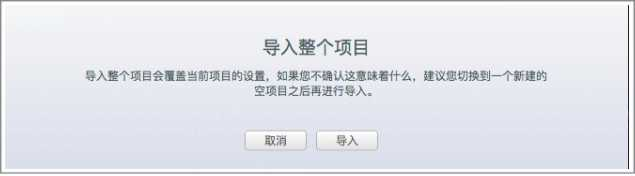 导入整个项目
导入整个项目会覆盖当前项目的设置，如果您不确认这意味着什么，建议您切换到一个新建的
空项目之后再进行导入。
取消
导入